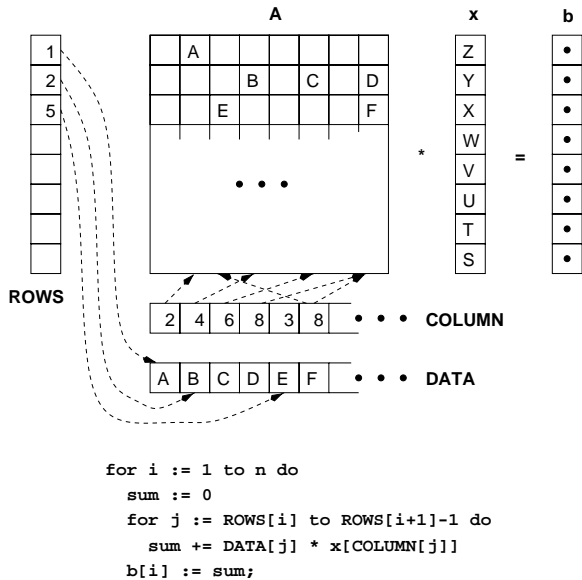 A x b
1 A Z •
2 B C D Y •
5 E F X •
W •
* V = •
• • • U •
T •
S •
ROWS
2 4 6 8 3 8 • • • COLUMN
A B C D E F • • • DATA
for i := 1 to n do
sum := 0
for j := ROWS[i] to ROWS[i+1]-1 do
sum += DATA[j] * x[COLUMN[j]]
b[i] := sum;